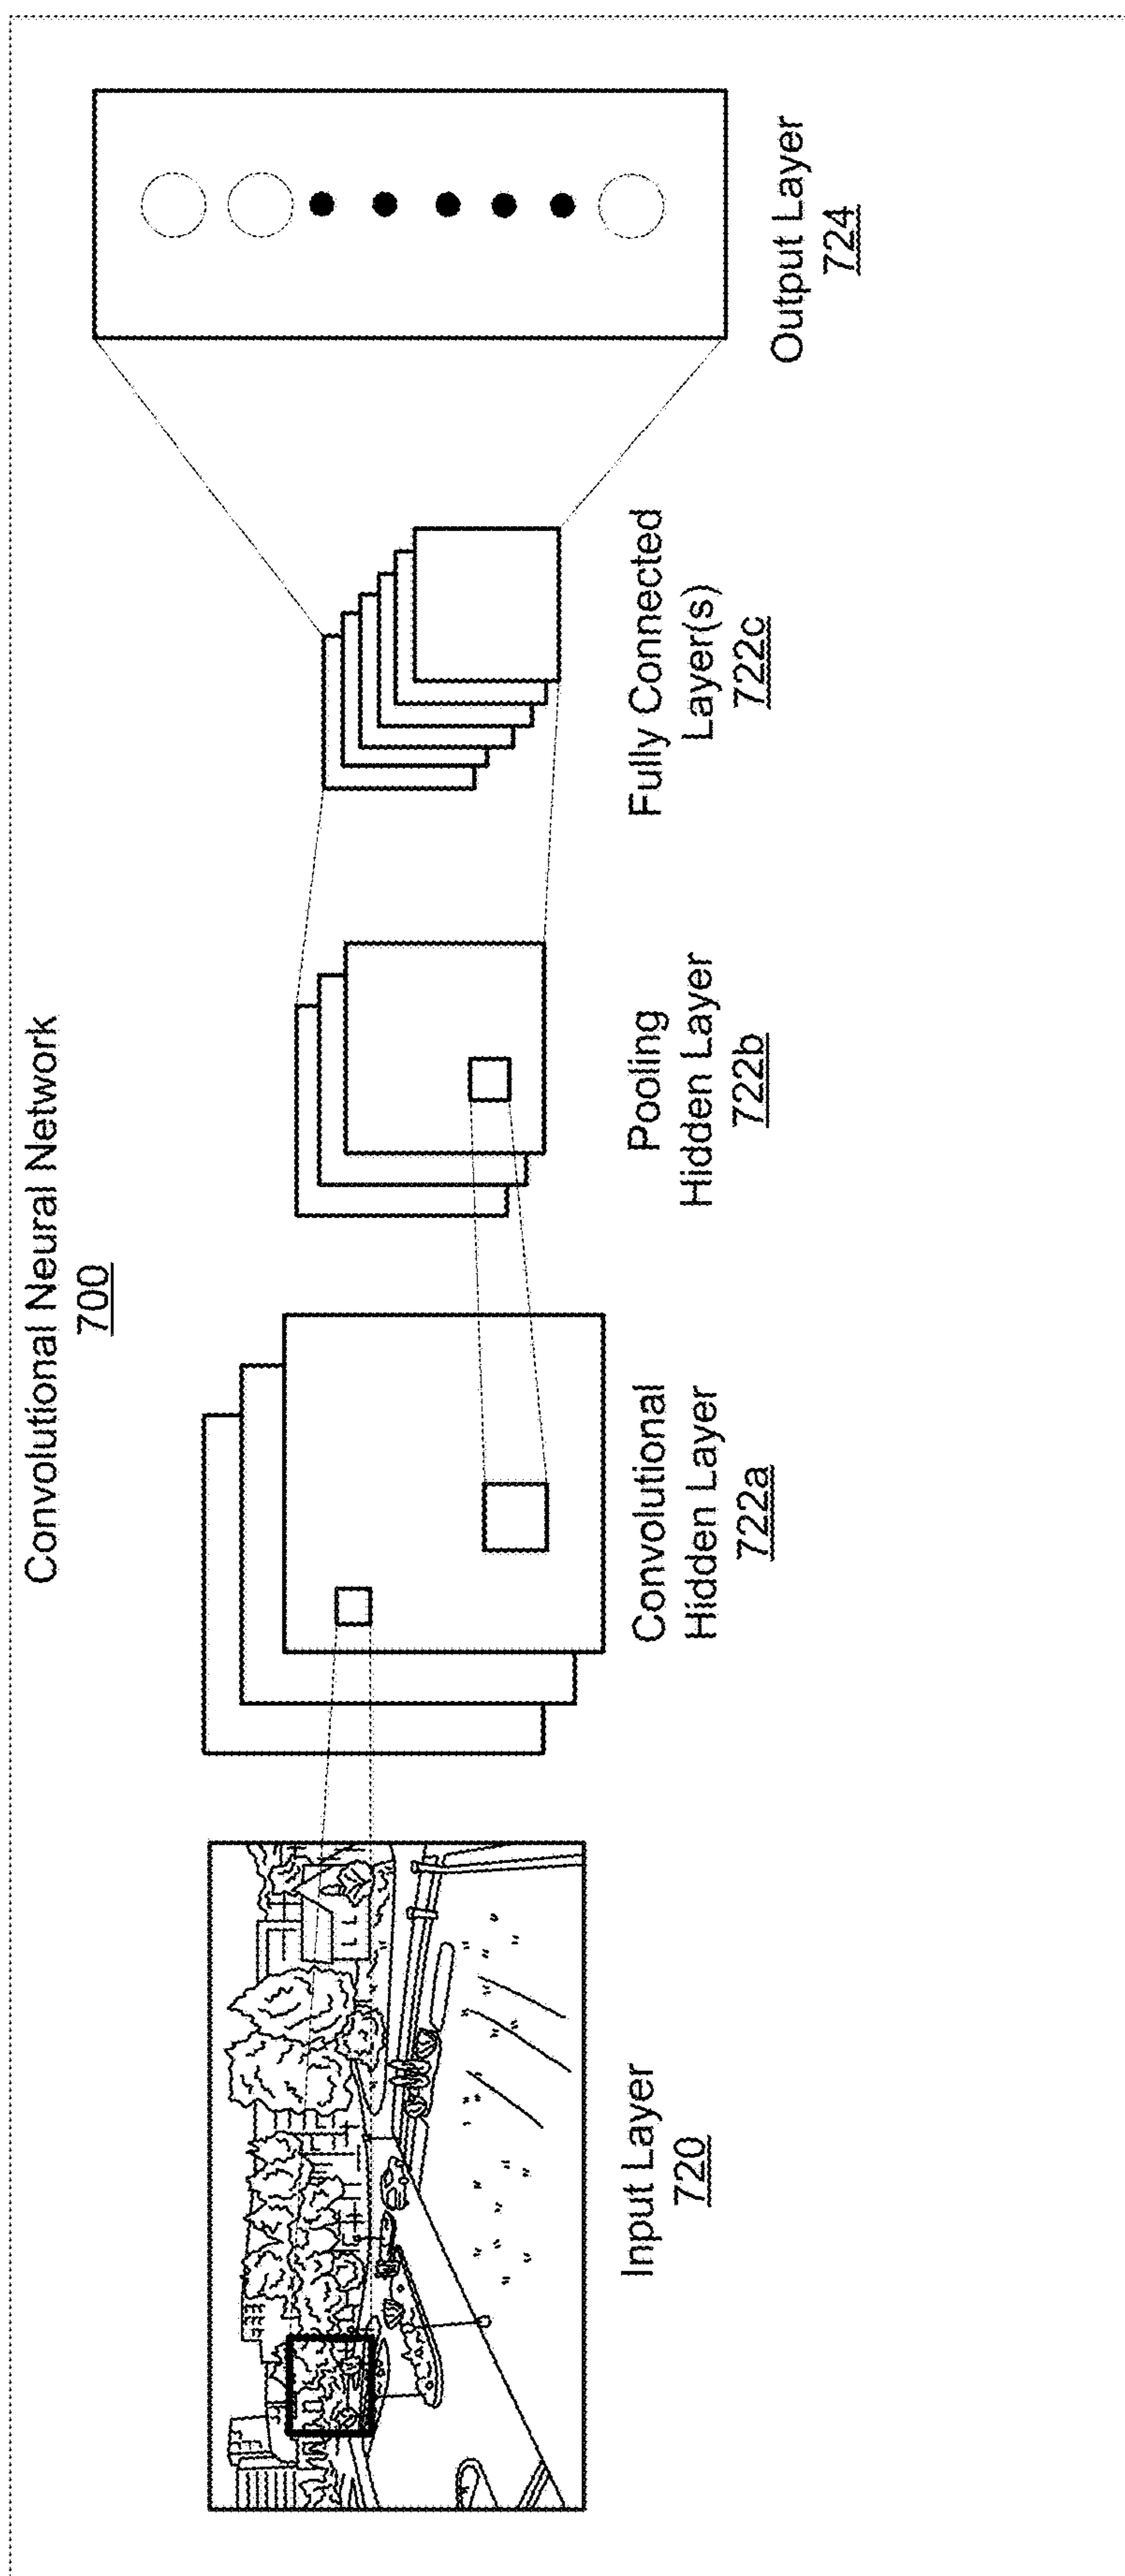 Convolutional Neural Network
700
Input Layer
720
Convolutional
Hidden Layer
722a
Pooling
Hidden Layer
722b
Fully Connected
Layer(s)
722c
Output Layer
724